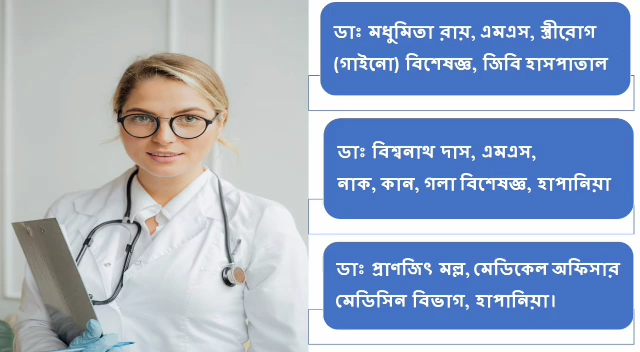 ডাঃ মধুমিতা রায়, এমএস, স্ত্রীরোগ
(গাইনো) বিশেষজ্ঞ, জিবি হাসপাতাল
ডাঃ বিশ্বনাথ দাস, এমএস,
নাক, কান, গলা বিশেষজ্ঞ, হাপানিয়া
ডাঃ প্রাণজিৎ মল্ল, মেডিকেল অফিসার
মেডিসিন বিভাগ, হাপানিয়া।